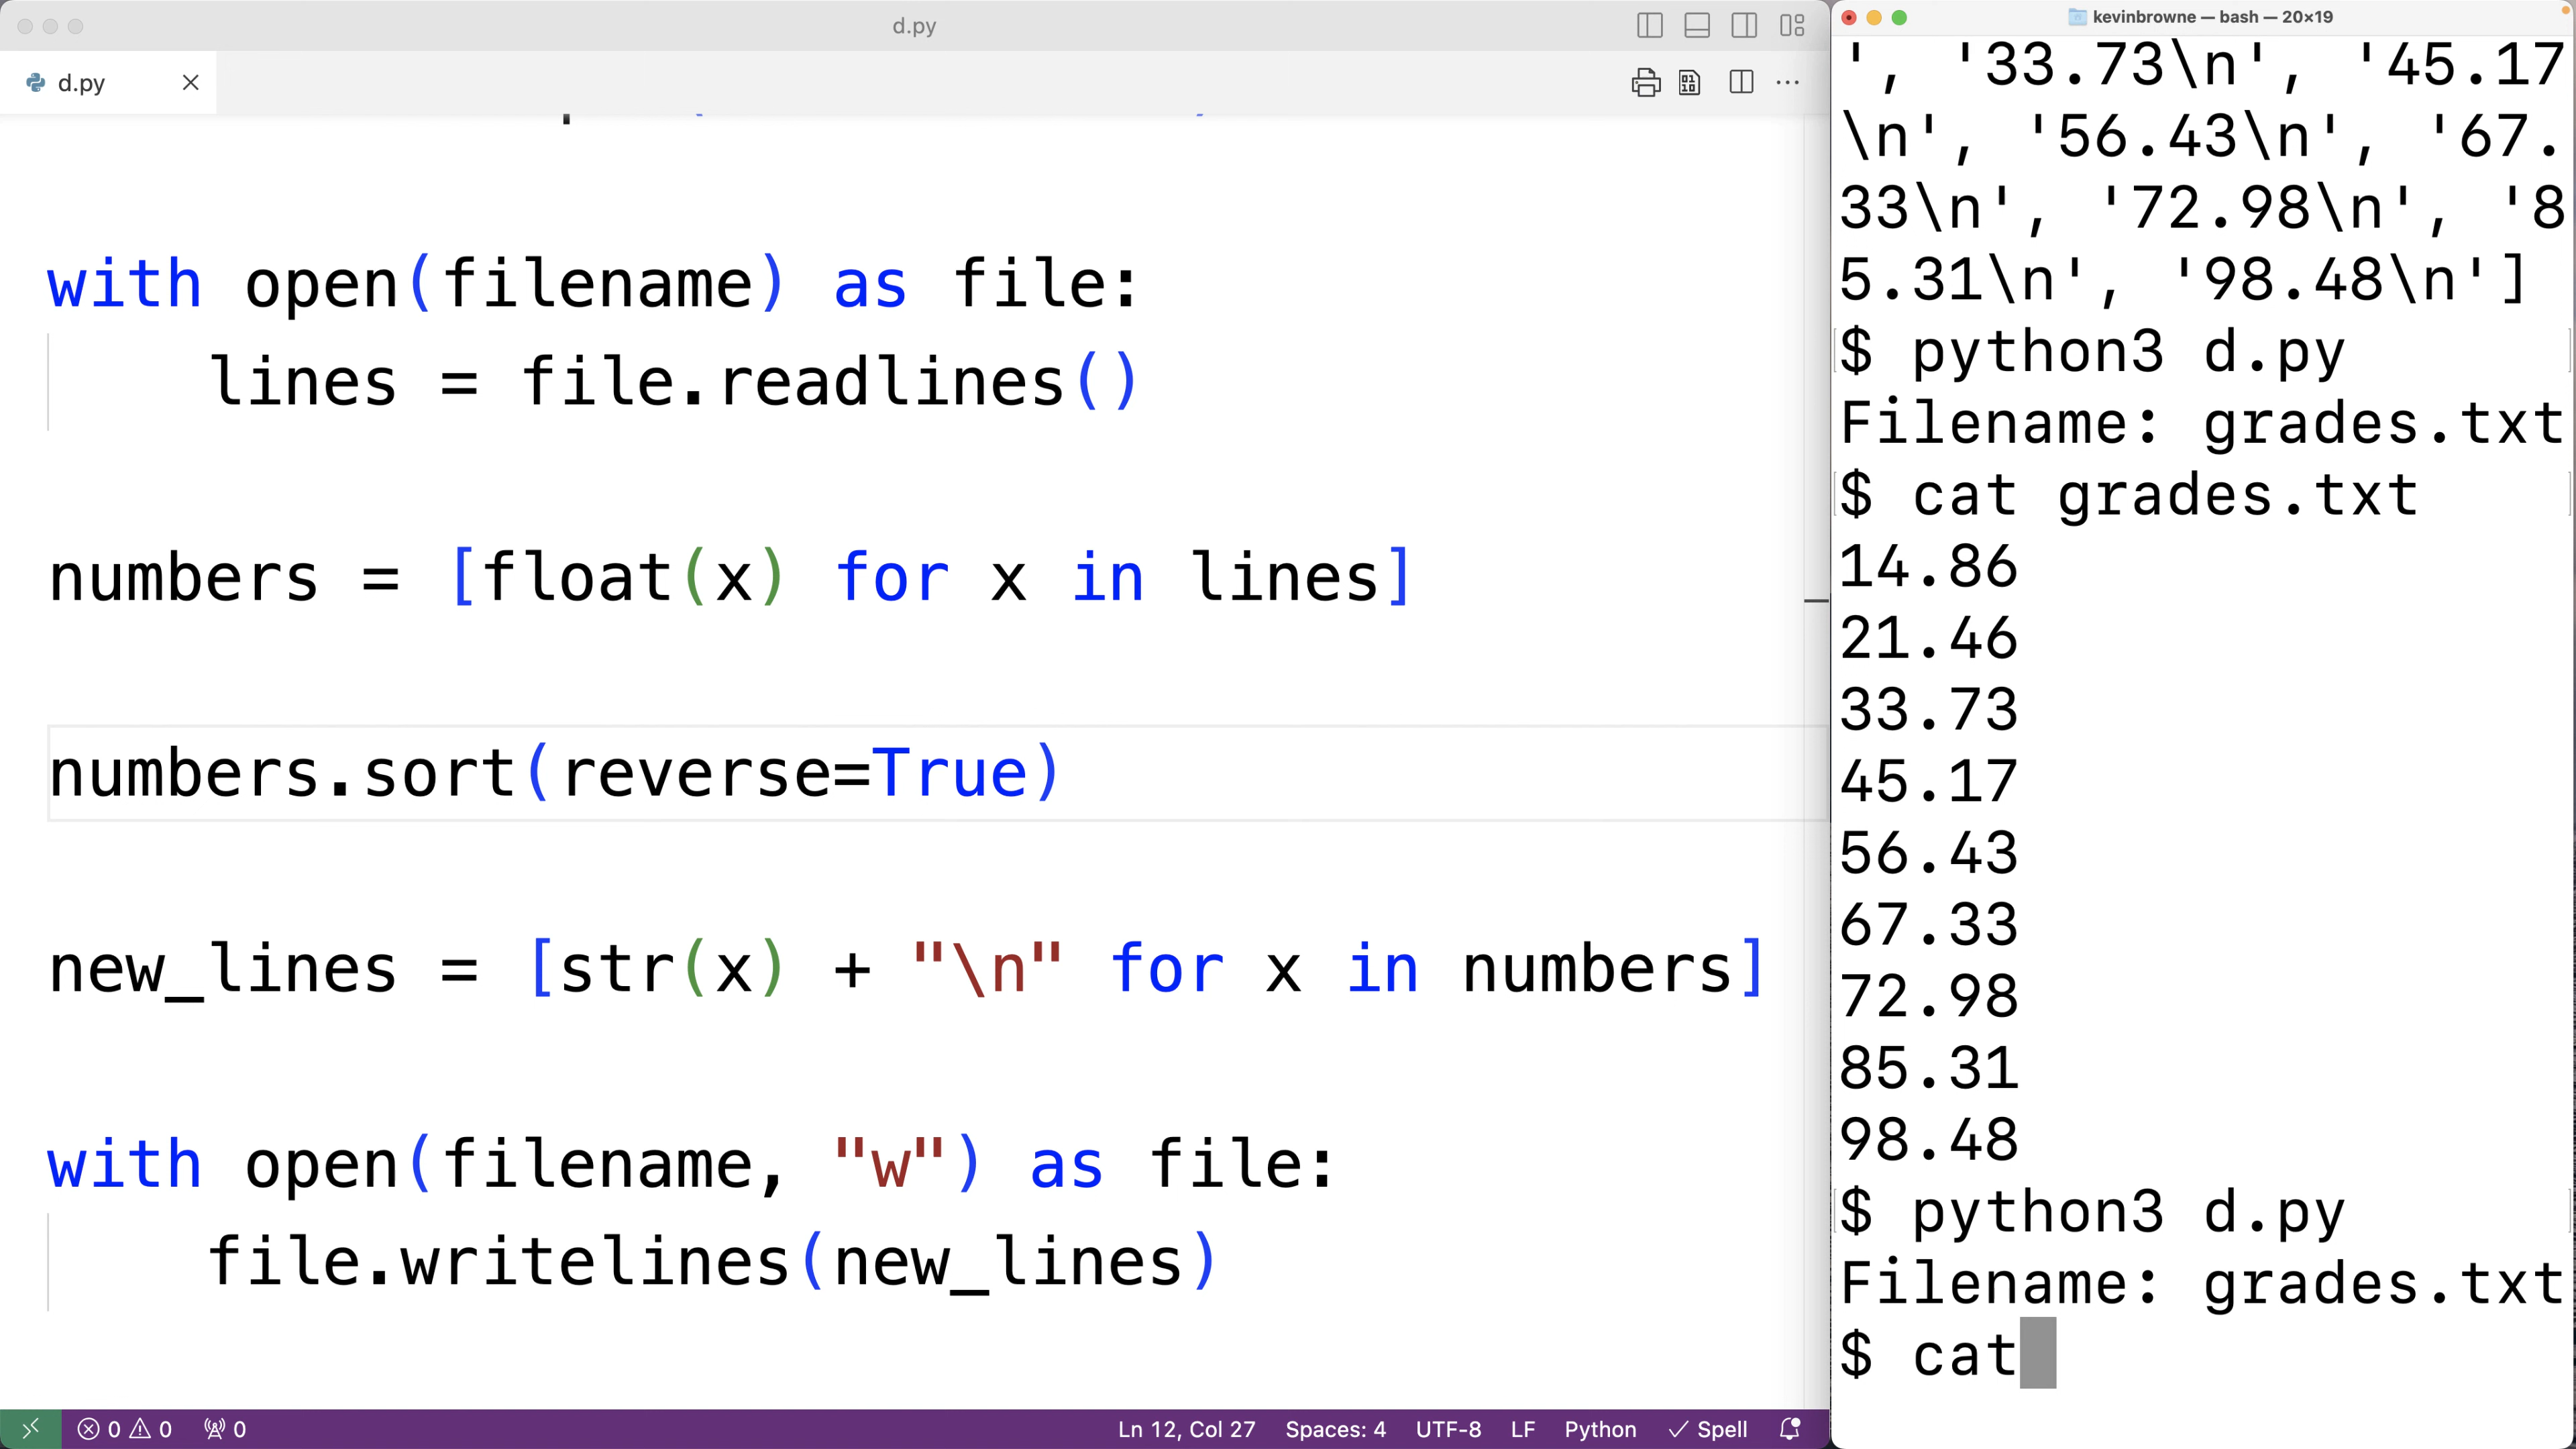 d.py
d.py
with open(filename) as file:
lines = file.readlines()
numbers = [float(x) for x in lines]
numbers.sort(reverse=True)
new_lines = [str(x) + "\n" for x in numbers]
with open(filename, "w") as file:
file.writelines(new_lines)
0 0 0
Ln 12, Col 27 Spaces: 4 UTF-8 LF Python Spell
kevinbrowne — bash — 20×19
', '33.73\n', '45.17
\n', '56.43\n', '67.
33\n', '72.98\n', '8
5.31\n', '98.48\n']
$ python3 d.py
Filename: grades.txt
$ cat grades.txt
14.86
21.46
33.73
45.17
56.43
67.33
72.98
85.31
98.48
$ python3 d.py
Filename: grades.txt
$ cat